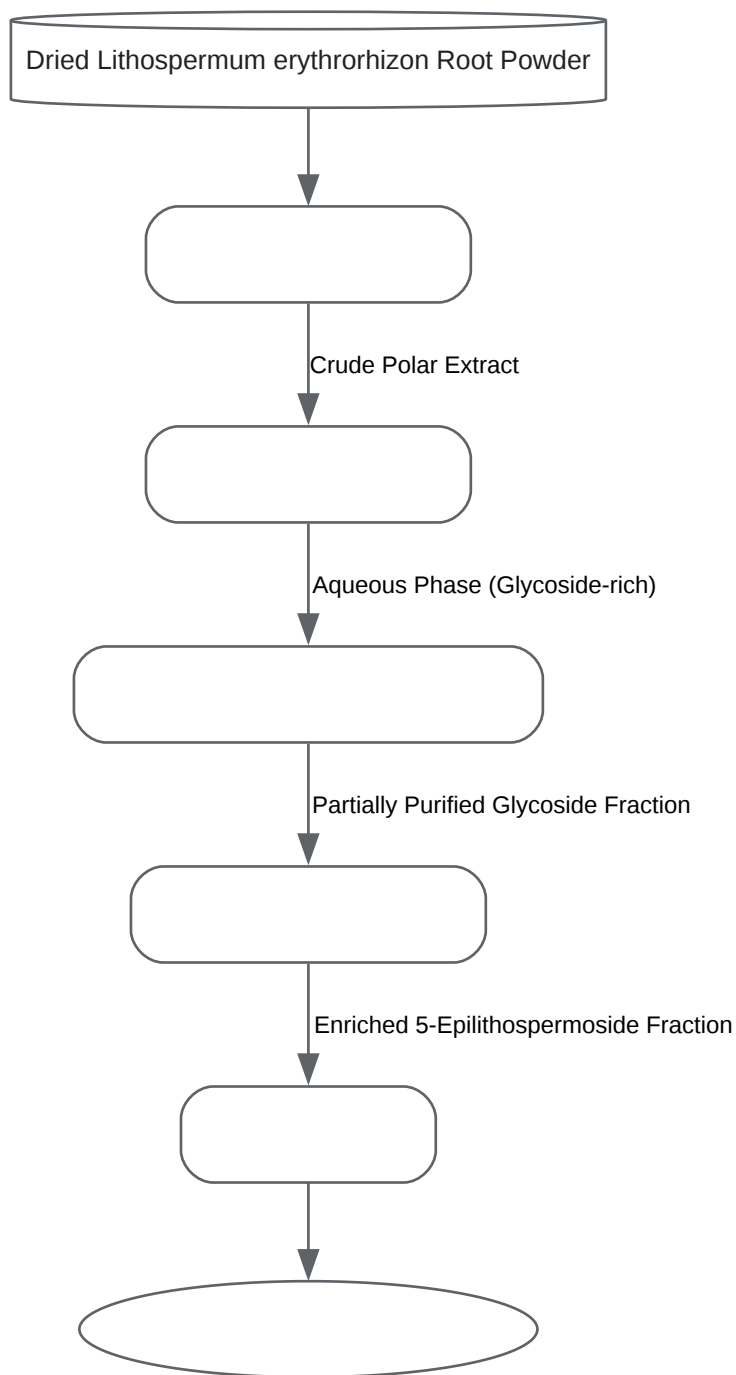 Dried Lithospermum erythrorhizon Root Powder
Crude Polar Extract
Aqueous Phase (Glycoside-rich)
Partially Purified Glycoside Fraction
Enriched 5-Epilithospermoside Fraction